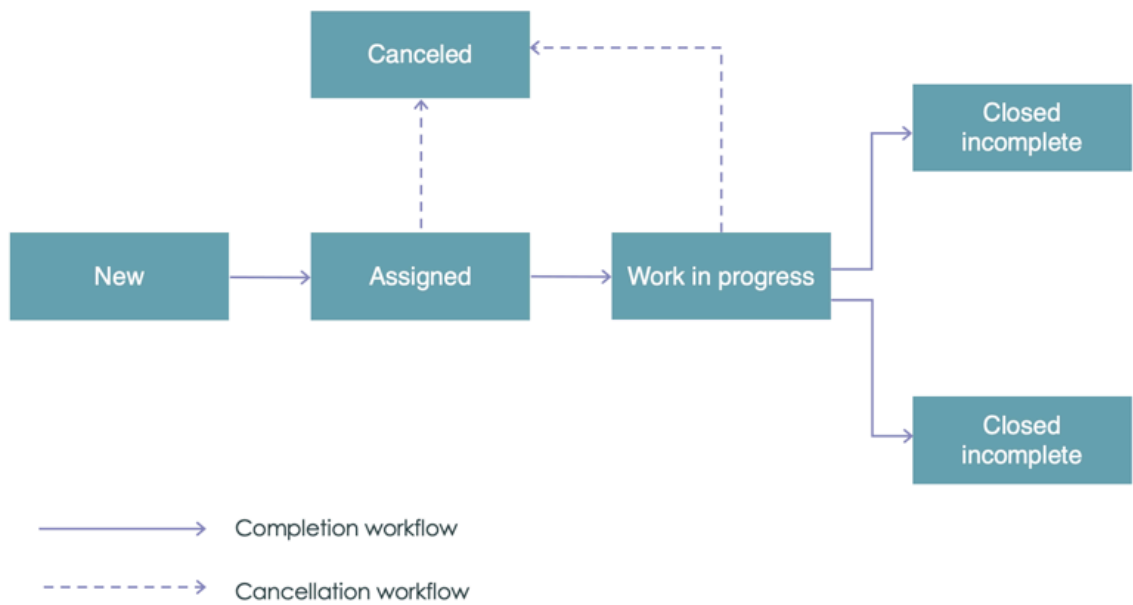 Canceled
Closed
incomplete
New
Assigned
Work in progress
Closed
incomplete
Completion workflow
Cancellation workflow